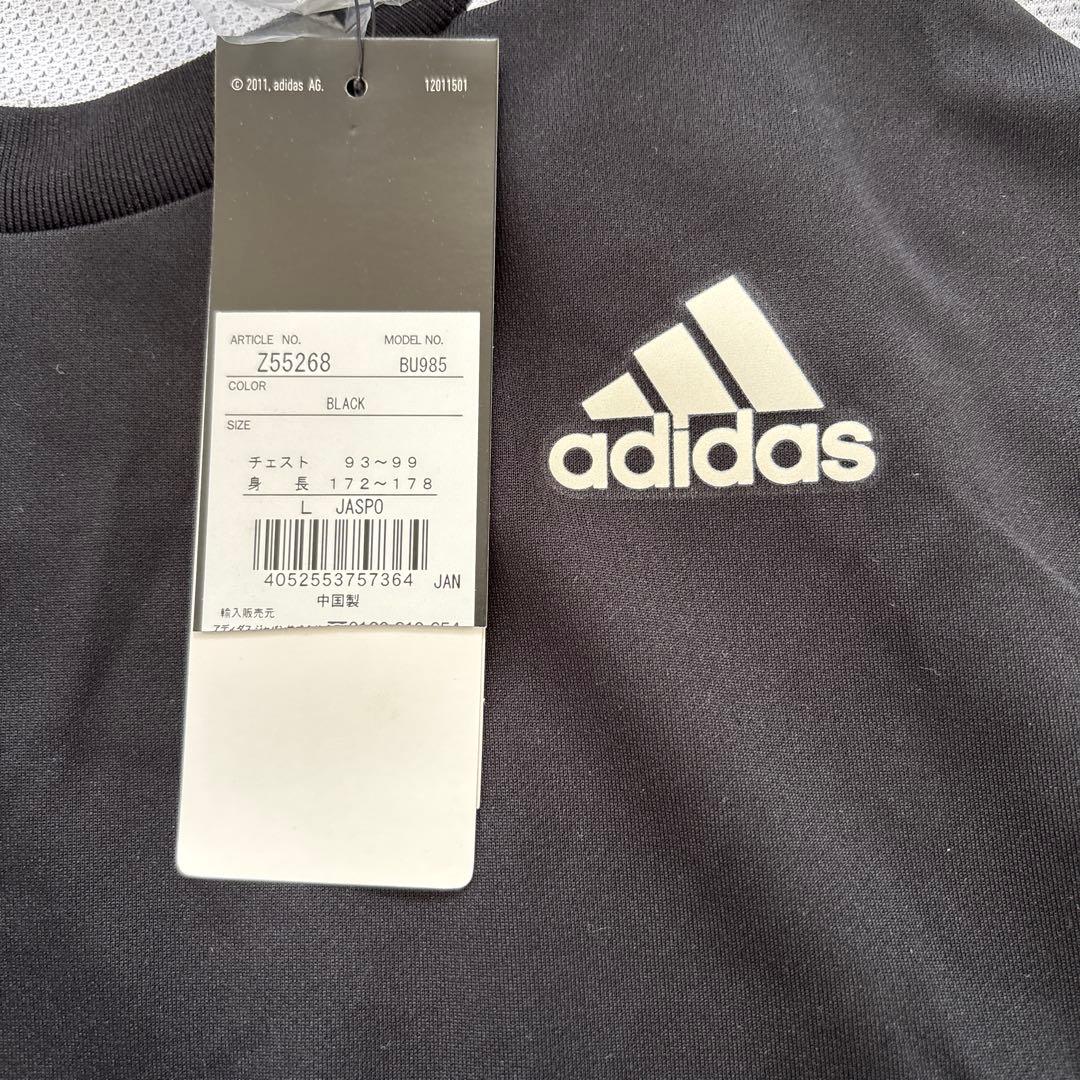 © 2011, adidas AG. 12011501
ARTICLE NO. MODEL NO.
Z55268 BU985
COLOR
BLACK
SIZE
チェスト 93～99
身 長 172～178
L JASPO
4052553757364 JAN
中国製
輸入販売元
adidas